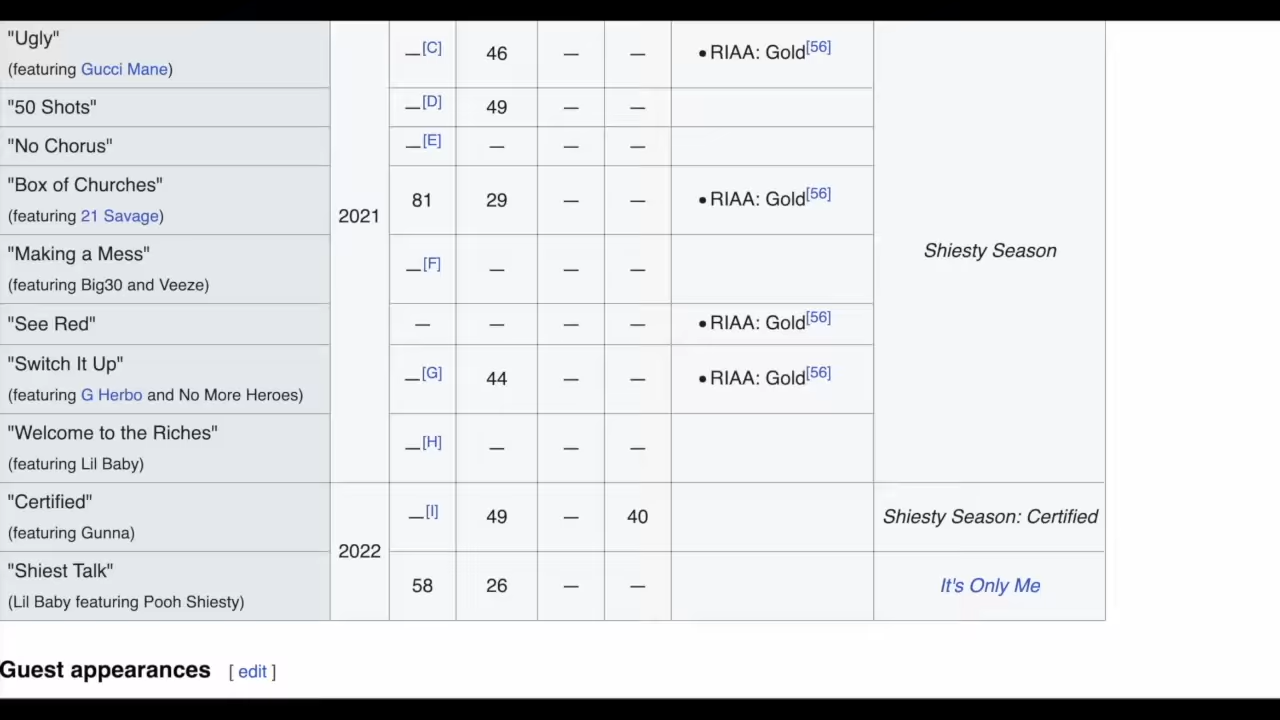 "Ugly"
(featuring Gucci Mane)
—[C] 46 — — • RIAA: Gold[56]
"50 Shots" —[D] 49 — —
"No Chorus" —[E] — — —
"Box of Churches"
(featuring 21 Savage)
81 29 — — • RIAA: Gold[56]
2021
"Making a Mess"
(featuring Big30 and Veeze)
—[F] — — —
Shiesty Season
"See Red" — — — — • RIAA: Gold[56]
"Switch It Up"
(featuring G Herbo and No More Heroes)
—[G] 44 — — • RIAA: Gold[56]
"Welcome to the Riches"
(featuring Lil Baby)
—[H] — — —
"Certified"
(featuring Gunna)
—[I] 49 — 40 Shiesty Season: Certified
2022
"Shiest Talk"
(Lil Baby featuring Pooh Shiesty)
58 26 — — It's Only Me
Guest appearances [ edit ]